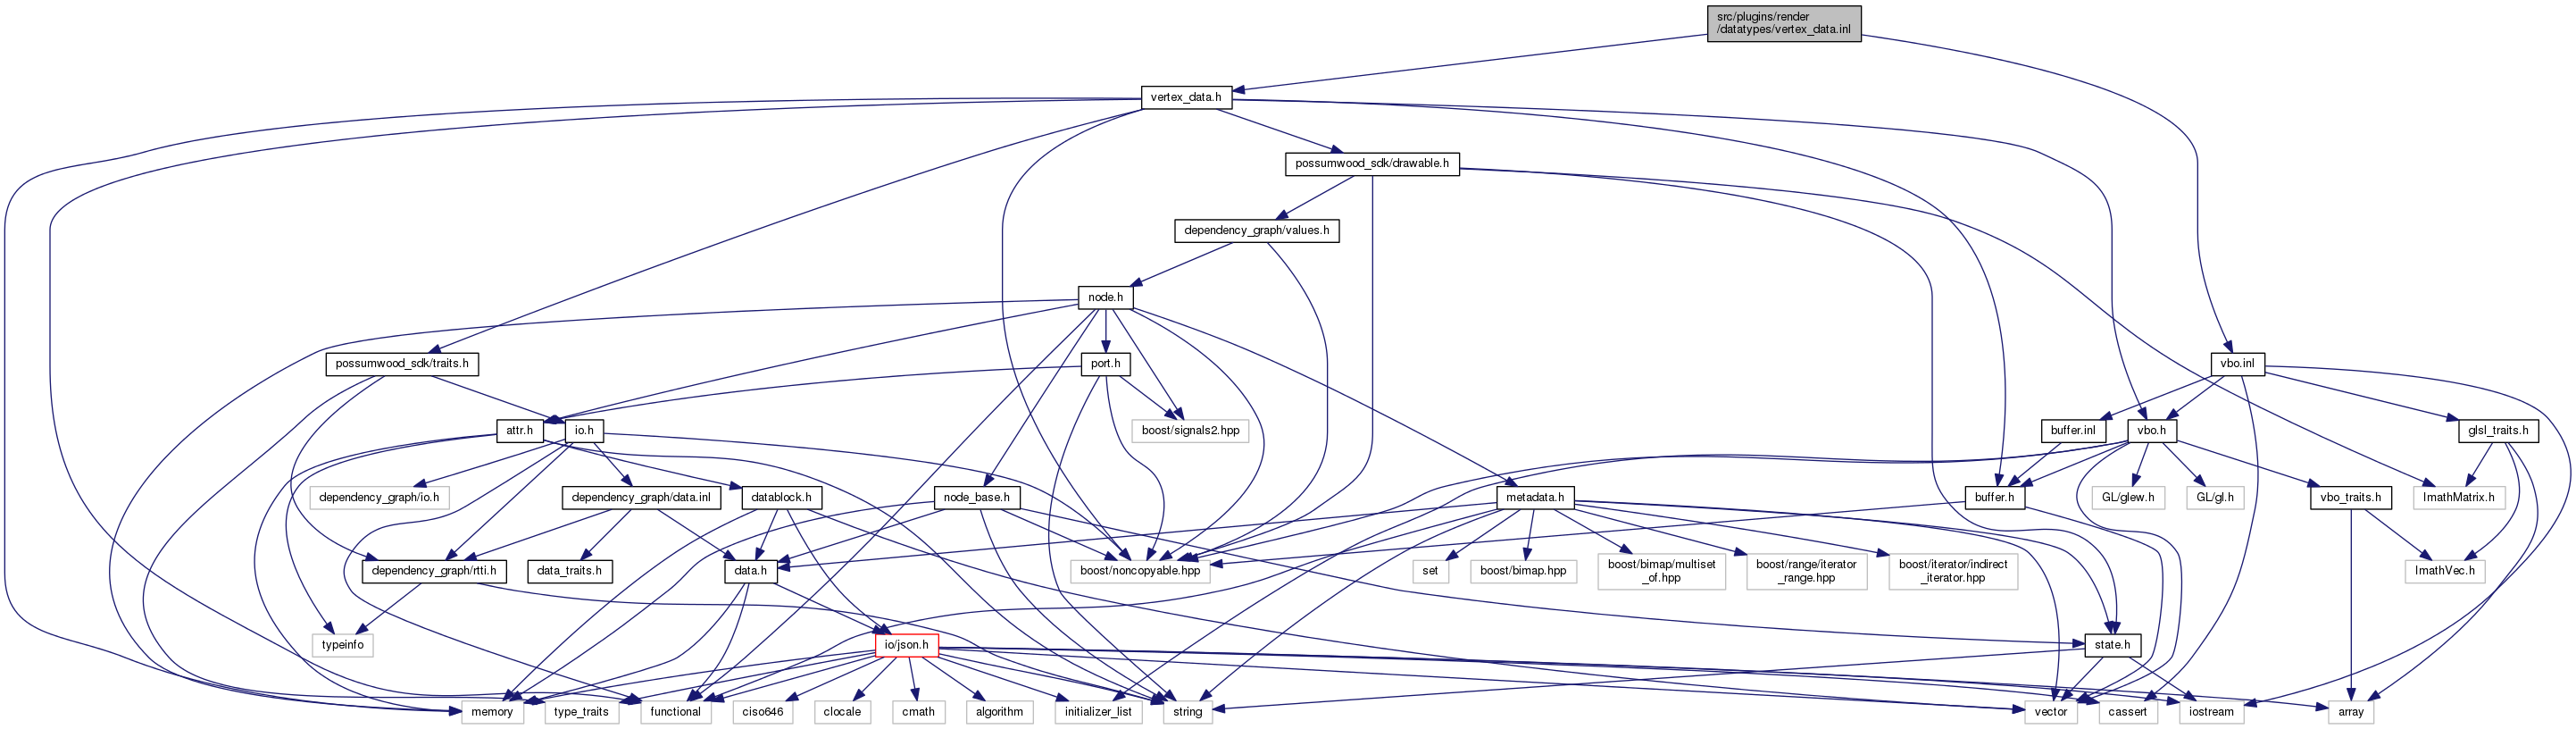 src/plugins/render
/datatypes/vertex_data.inl
vertex_data.h
possumwood_sdk/drawable.h
dependency_graph/values.h
node.h
possumwood_sdk/traits.h
port.h
vbo.inl
attr.h
io.h
boost/signals2.hpp
buffer.inl
vbo.h
glsl_traits.h
dependency_graph/io.h
dependency_graph/data.inl
datablock.h
node_base.h
metadata.h
buffer.h
GL/glew.h
GL/gl.h
vbo_traits.h
ImathMatrix.h
dependency_graph/rtti.h
data_traits.h
data.h
boost/noncopyable.hpp
set
boost/bimap.hpp
boost/bimap/multiset
_of.hpp
boost/range/iterator
_range.hpp
boost/iterator/indirect
_iterator.hpp
ImathVec.h
typeinfo
io/json.h
state.h
memory
type_traits
functional
ciso646
clocale
cmath
algorithm
initializer_list
string
vector
cassert
iostream
array